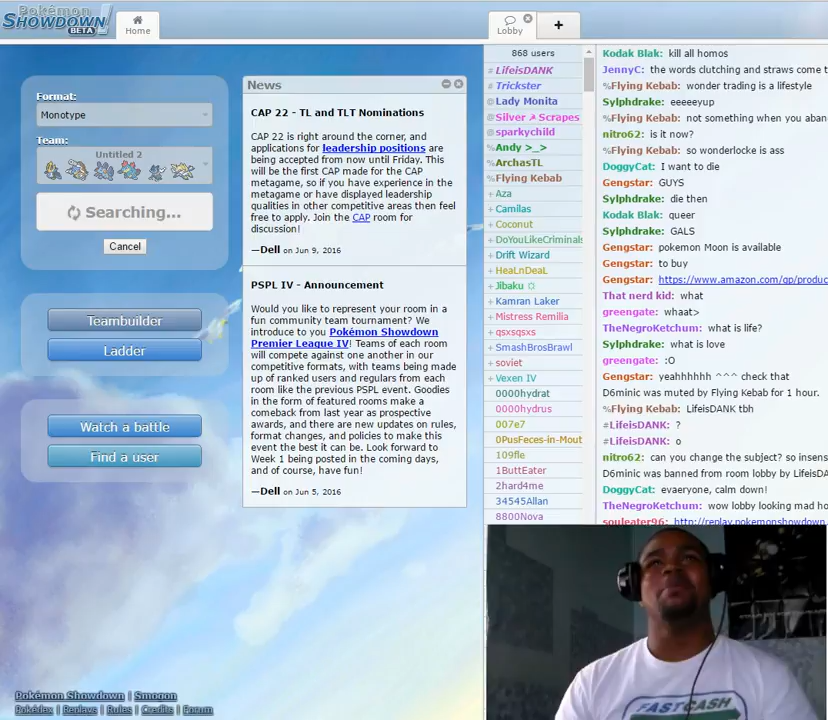 Pokémon
SHOWDOWN!
BETA
Home
Lobby
+
Format:
Monotype
Team:
Untitled 2
Searching...
Cancel
Teambuilder
Ladder
Watch a battle
Find a user
News
CAP 22 - TL and TLT Nominations
CAP 22 is right around the corner, and
applications for leadership positions are
being accepted from now until Friday. This
will be the first CAP made for the CAP
metagame, so if you have experience in the
metagame or have displayed leadership
qualities in other competitive areas then feel
free to apply. Join the CAP room for
discussion!
—Dell on Jun 9, 2016
PSPL IV - Announcement
Would you like to represent your room in a
fun community team tournament? We
introduce to you Pokémon Showdown
Premier League IV! Teams of each room
will compete against one another in our
competitive formats, with teams being made
up of ranked users and regulars from each
room like the previous PSPL event. Goodies
in the form of featured rooms make a
comeback from last year as prospective
awards, and there are new updates on rules,
format changes, and policies to make this
event the best it can be. Look forward to
Week 1 being posted in the coming days,
and of course, have fun!
—Dell on Jun 5, 2016
868 users
# LifeisDANK
# Trickster
@ Lady Monita
@ Silver ↗ Scrapes
@ sparkychild
% Andy >_>
% ArchasTL
% Flying Kebab
+ Aza
+ Camilas
+ Coconut
+ DoYouLikeCriminals
+ Drift Wizard
+ HeaLnDeaL
+ Jibaku ☼
+ Kamran Laker
+ Mistress Remilia
+ qsxsqsxs
+ SmashBrosBrawl
+ soviet
+ Vexen IV
0000hydrat
0000hydrus
007e7
0PusFeces-in-Mout
109fle
1ButtEater
2hard4me
34545Allan
8800Nova
Kodak Blak: kill all homos
JennyC: the words clutching and straws come t
%Flying Kebab: wonder trading is a lifestyle
Sylphdrake: eeeeeyup
%Flying Kebab: not something when you aban
nitro62: is it now?
%Flying Kebab: so wonderlocke is ass
DoggyCat: I want to die
Gengstar: GUYS
Sylphdrake: die then
Kodak Blak: queer
Sylphdrake: GALS
Gengstar: pokemon Moon is available
Gengstar: to buy
Gengstar: https://www.amazon.com/gp/produc
That nerd kid: what
greengate: whaat>
TheNegroKetchum: what is life?
Sylphdrake: what is love
greengate: :O
Gengstar: yeahhhhhh ^^^ check that
D6minic was muted by Flying Kebab for 1 hour.
%Flying Kebab: LifeisDANK tbh
#LifeisDANK: ?
#LifeisDANK: o
nitro62: can you change the subject? so insens
D6minic was banned from room lobby by LifeisDA
DoggyCat: evaeryone, calm down!
TheNegroKetchum: wow lobby looking mad ho
souleater96: http://replay.pokemonshowdown
FASTCASH
Pokémon Showdown | Smogon
Pokédex | Replays | Rules | Credits | Forum